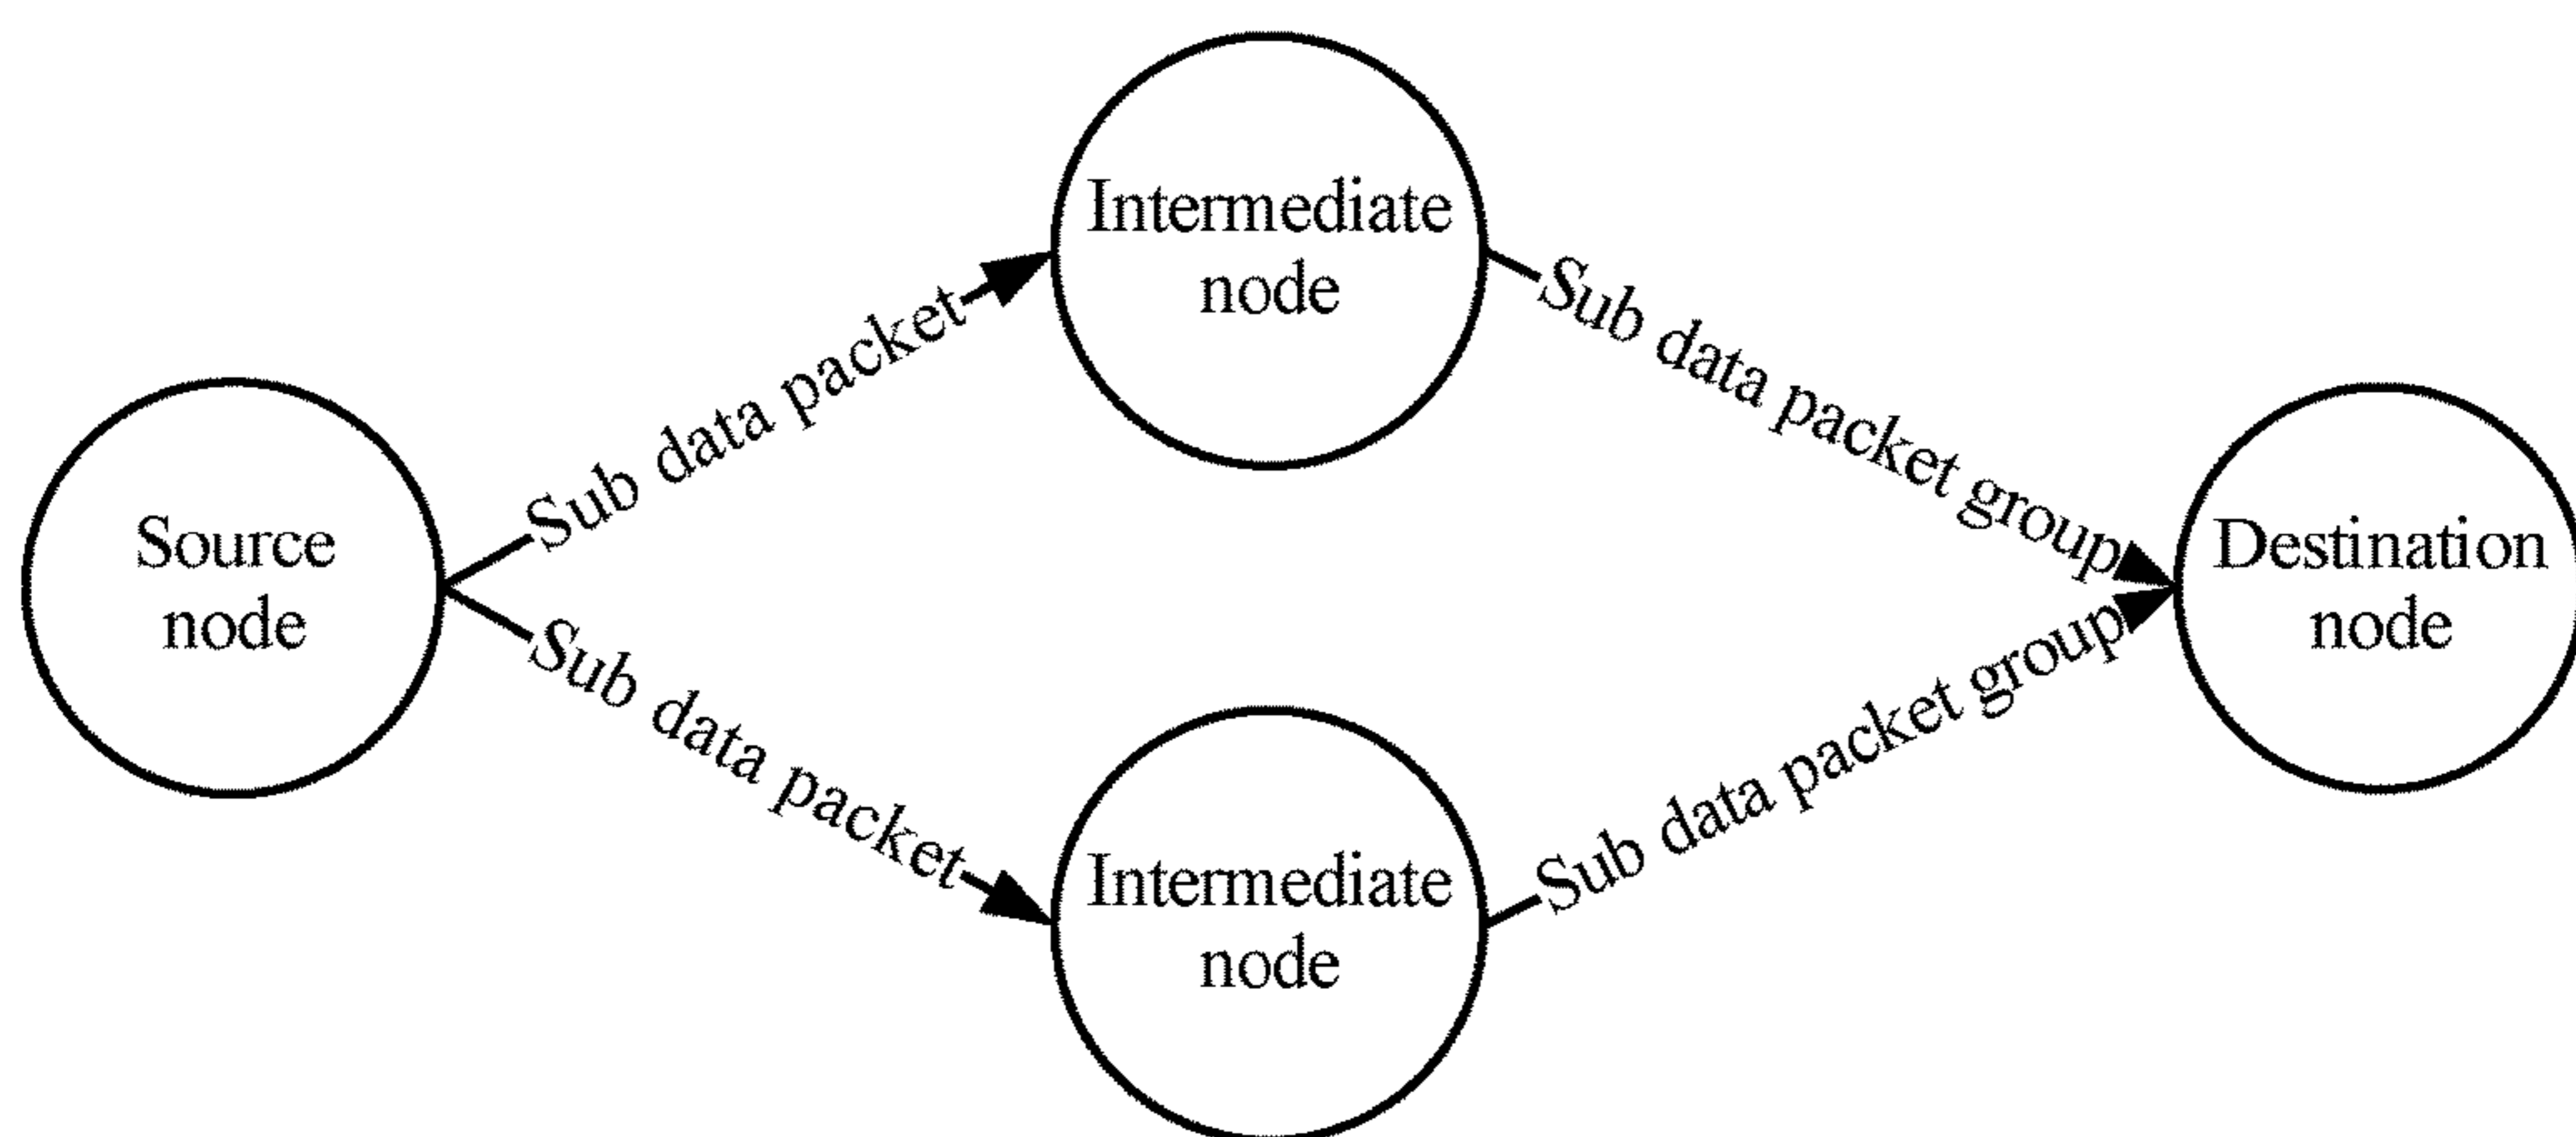 Intermediate
node
Sub data packet
Sub data packet group
Source
node
Destination
node
Sub data packet
Sub data packet group
Intermediate
node